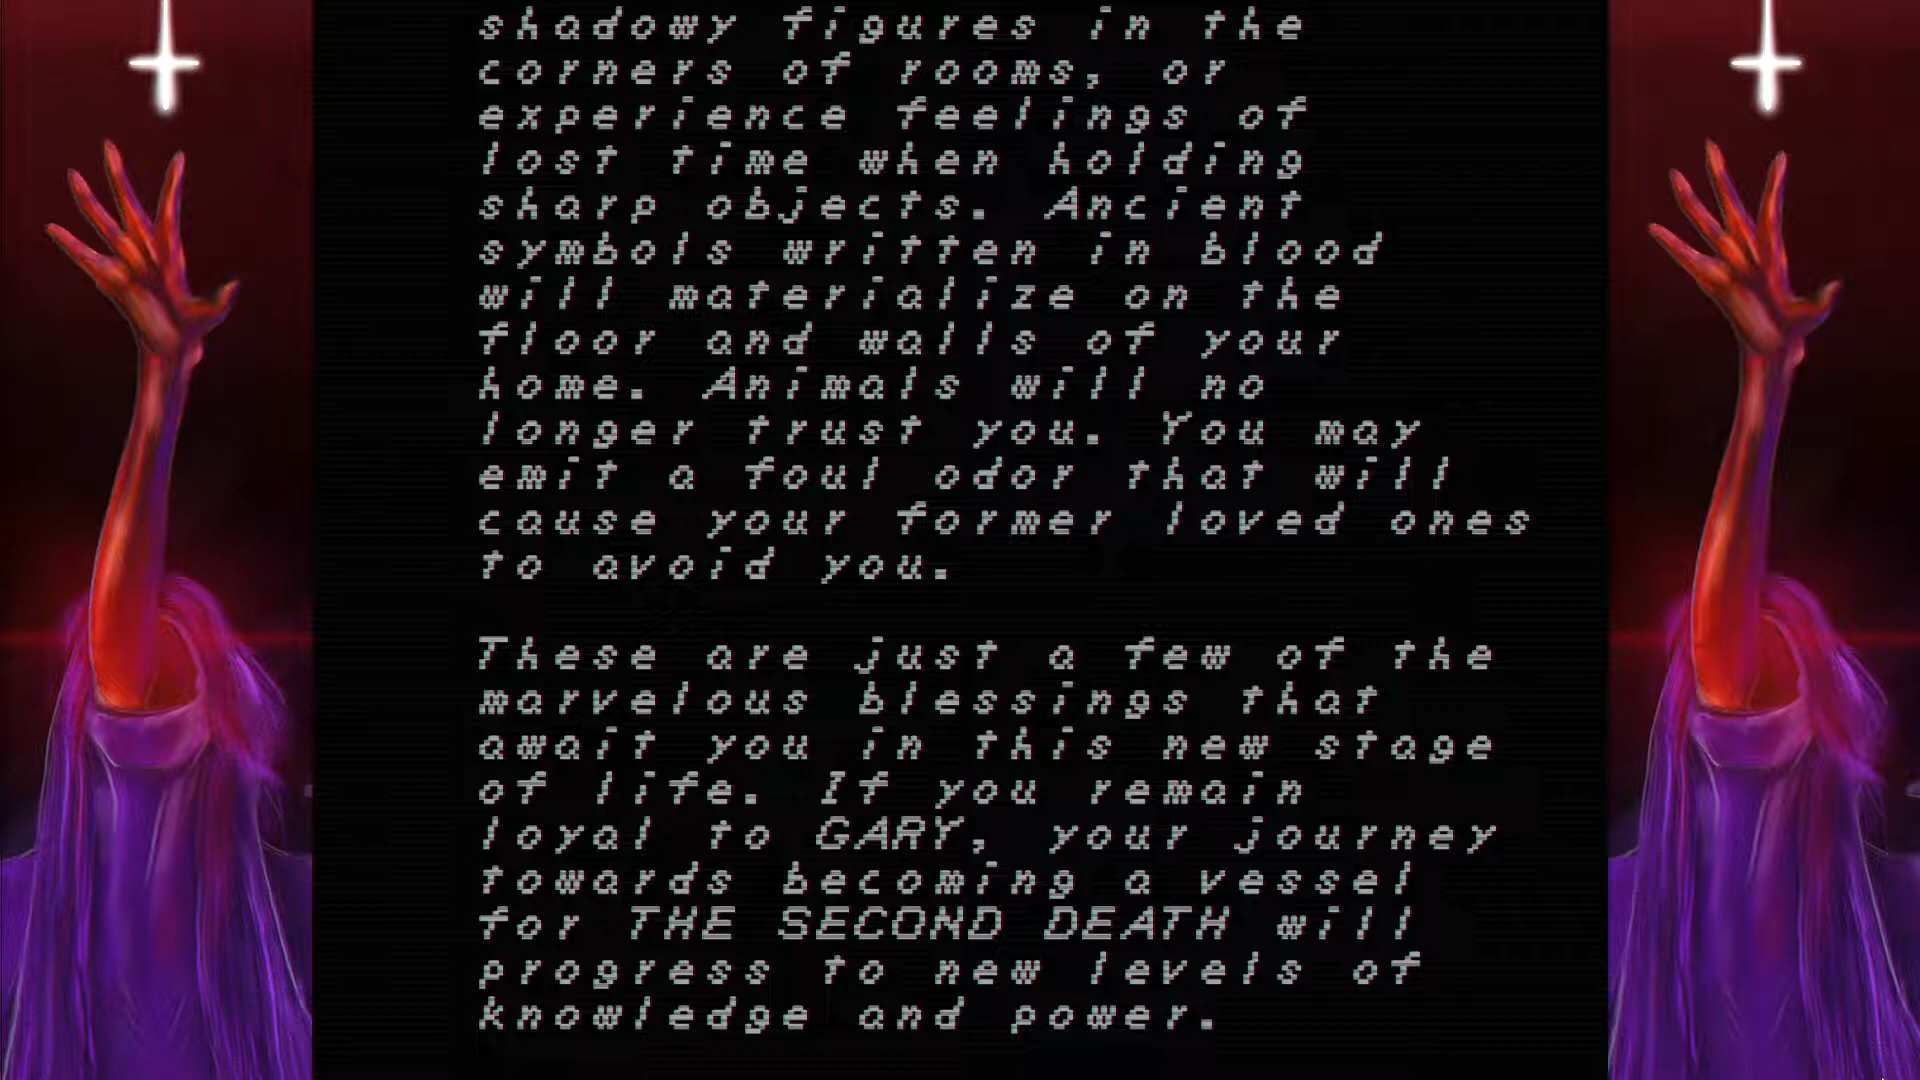 shadowy figures in the
corners of rooms, or
experience feelings of
lost time when holding
sharp objects. Ancient
symbols written in blood
will materialize on the
floor and walls of your
home. Animals will no
longer trust you. You may
emit a foul odor that will
cause your former loved ones
to avoid you.
These are just a few of the
marvelous blessings that
await you in this new stage
of life. If you remain
loyal to GARY, your journey
towards becoming a vessel
for THE SECOND DEATH will
progress to new levels of
knowledge and power.